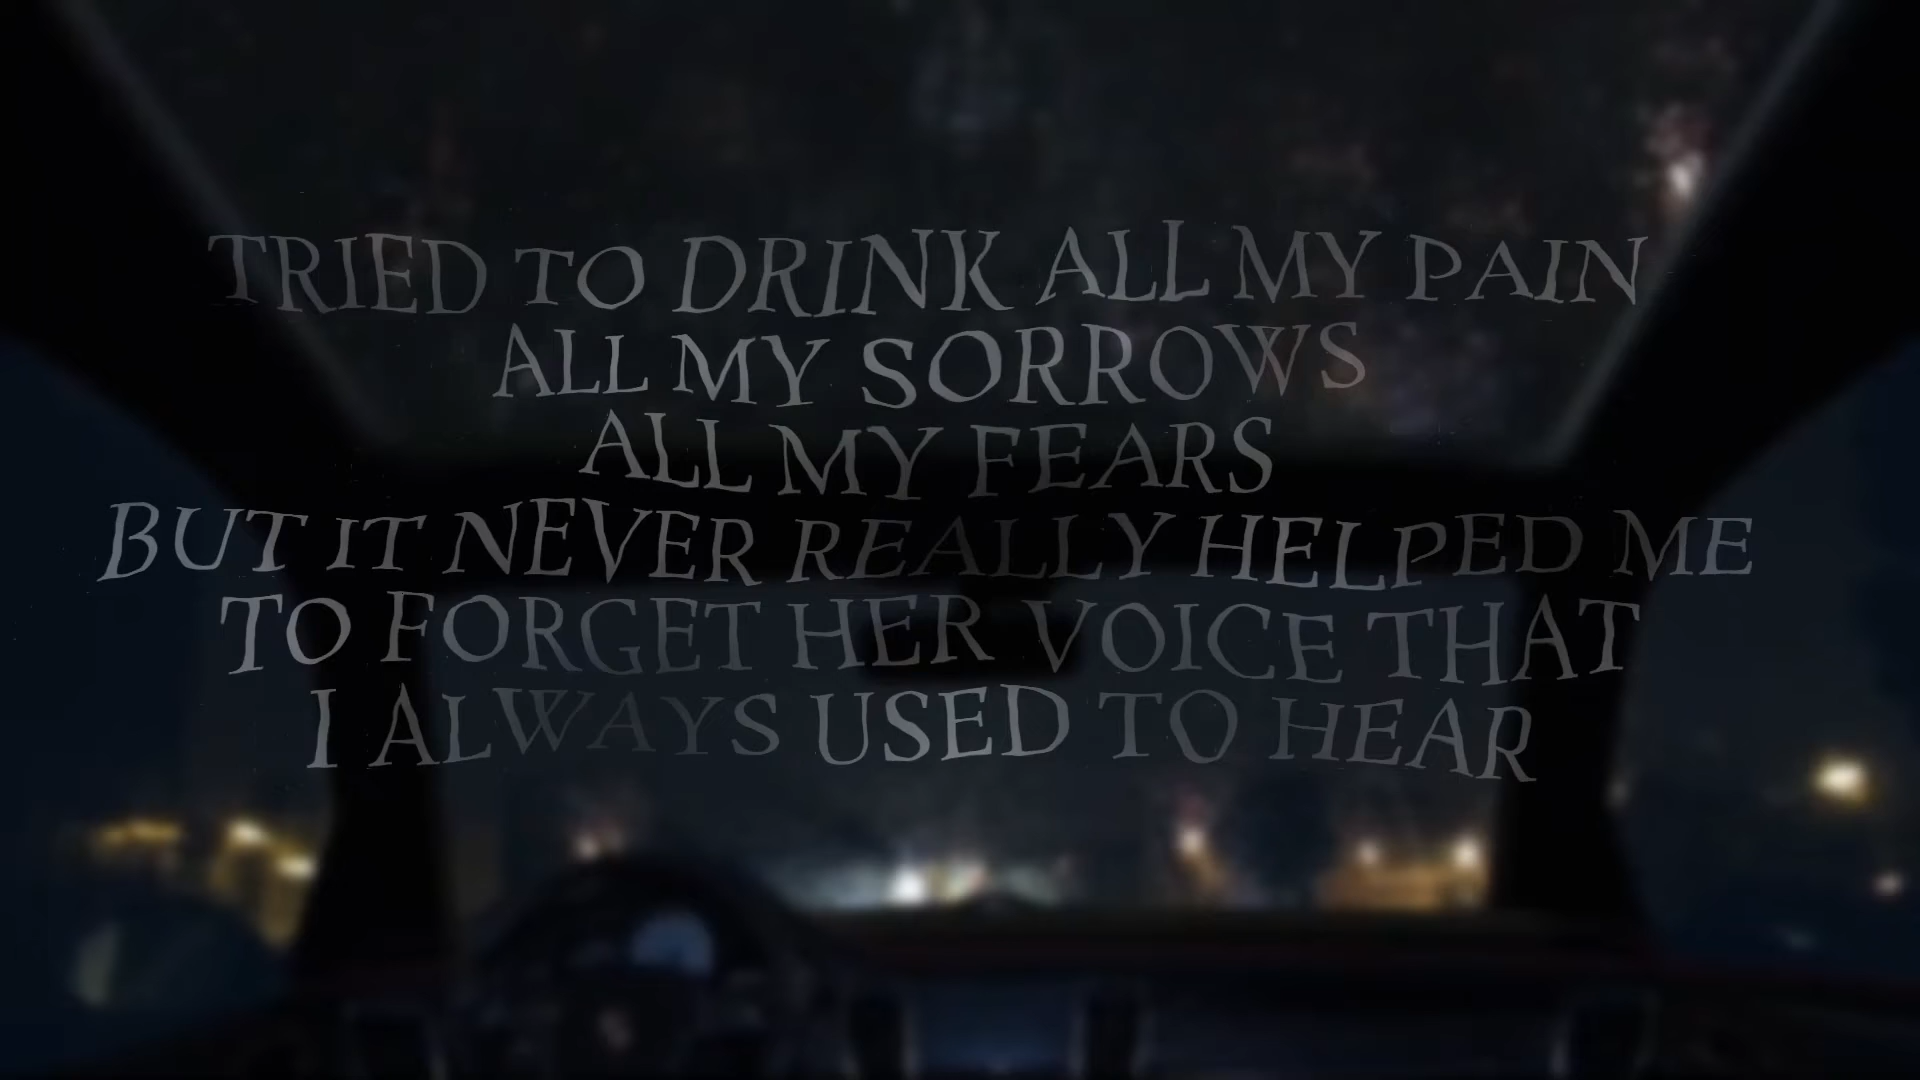 TRIED TO DRINK ALL MY PAIN
ALL MY SORROWS
ALL MY FEARS
BUT IT NEVER REALLY HELPED ME
TO FORGET HER VOICE THAT
I ALWAYS USED TO HEAR